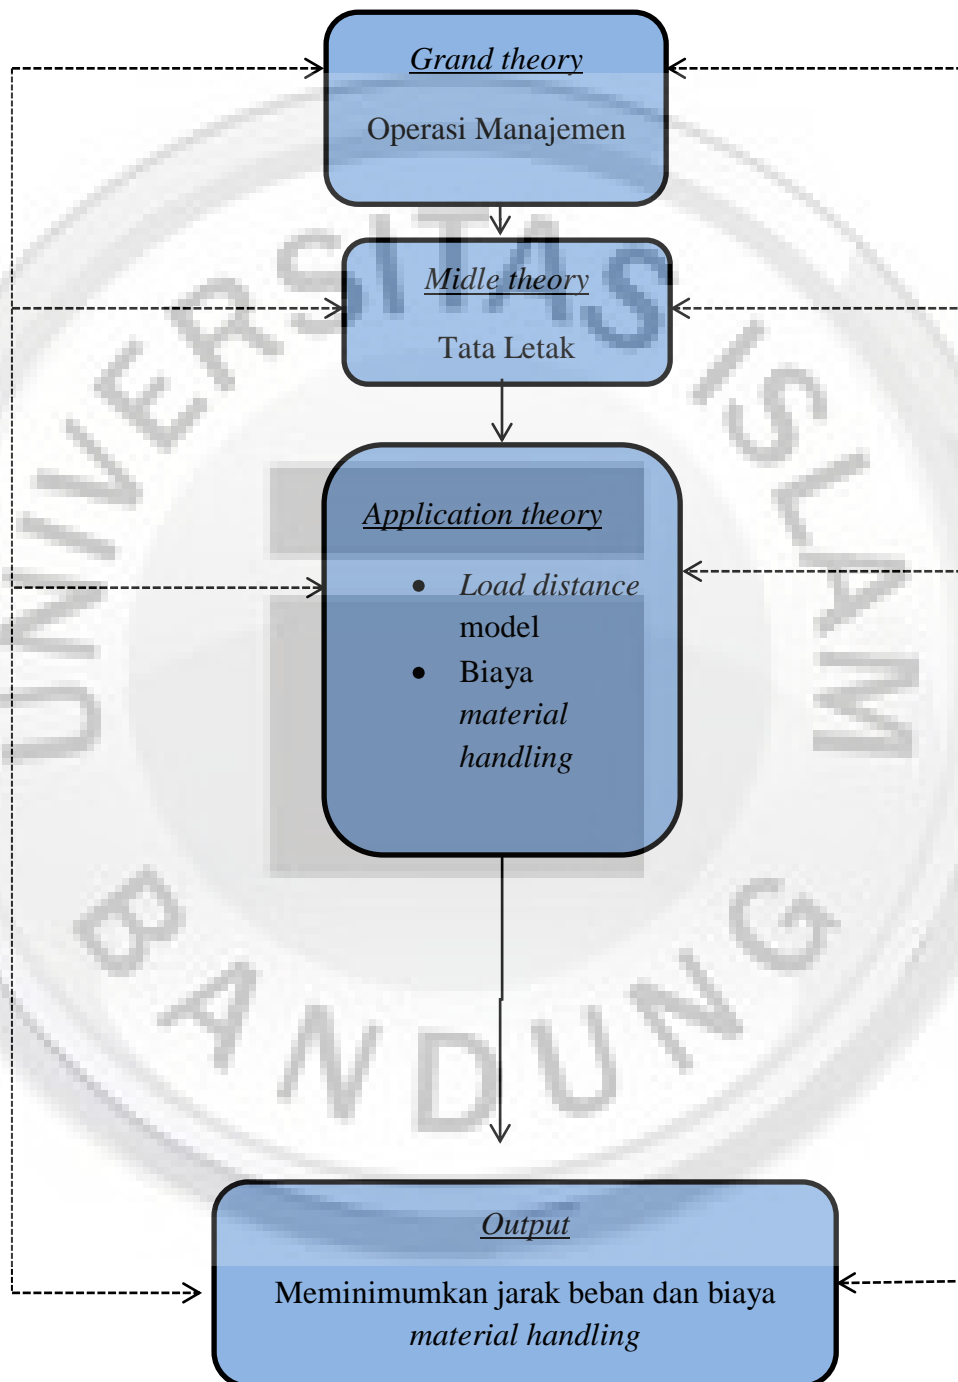 Grand theory
Operasi Manajemen
Midle theory
Tata Letak
Application theory
• Load distance
model
• Biaya
material
handling
Output
Meminimumkan jarak beban dan biaya
material handling
UNIVERSITAS ISLAM
BANDUNG